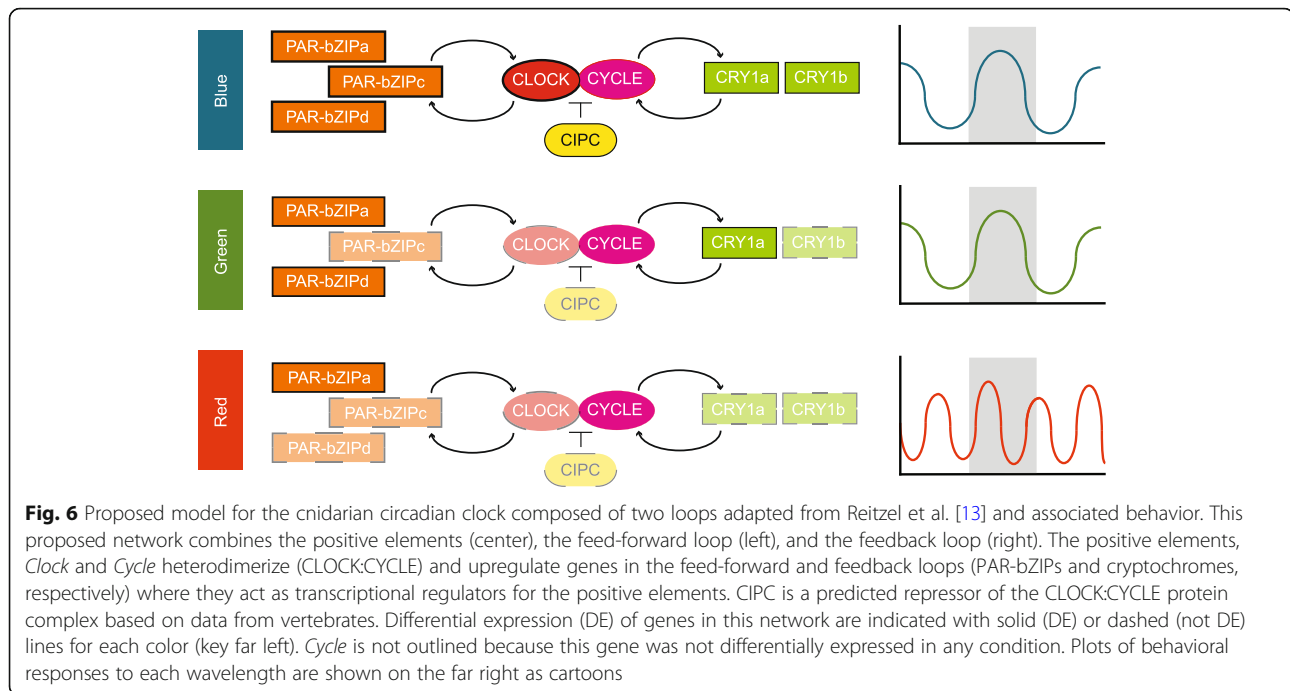 Blue
PAR-bZIPa
PAR-bZIPc
PAR-bZIPd
CLOCK
CYCLE
CIPC
CRY1a
CRY1b
Green
PAR-bZIPa
PAR-bZIPc
PAR-bZIPd
CLOCK
CYCLE
CIPC
CRY1a
CRY1b
Red
PAR-bZIPa
PAR-bZIPc
PAR-bZIPd
CLOCK
CYCLE
CIPC
CRY1a
CRY1b
Fig. 6 Proposed model for the cnidarian circadian clock composed of two loops adapted from Reitzel et al. [13] and associated behavior. This
proposed network combines the positive elements (center), the feed-forward loop (left), and the feedback loop (right). The positive elements,
Clock and Cycle heterodimerize (CLOCK:CYCLE) and upregulate genes in the feed-forward and feedback loops (PAR-bZIPs and cryptochromes,
respectively) where they act as transcriptional regulators for the positive elements. CIPC is a predicted repressor of the CLOCK:CYCLE protein
complex based on data from vertebrates. Differential expression (DE) of genes in this network are indicated with solid (DE) or dashed (not DE)
lines for each color (key far left). Cycle is not outlined because this gene was not differentially expressed in any condition. Plots of behavioral
responses to each wavelength are shown on the far right as cartoons